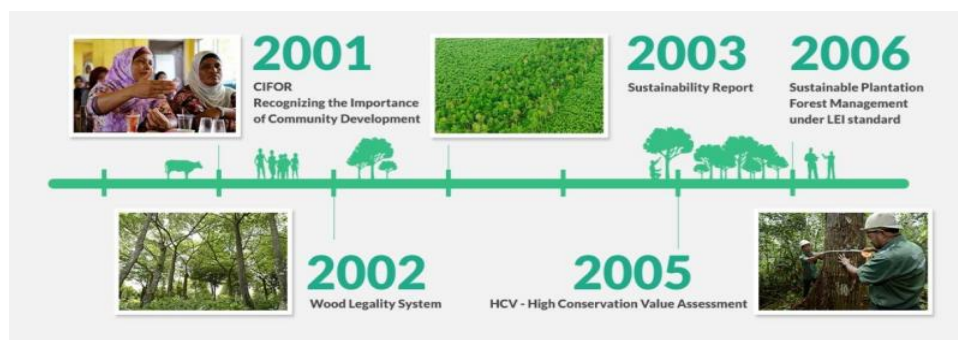 2001
CIFOR
Recognizing the Importance
of Community Development
2003
Sustainability Report
2006
Sustainable Plantation
Forest Management
under LEI standard
2002
Wood Legality System
2005
HCV - High Conservation Value Assessment